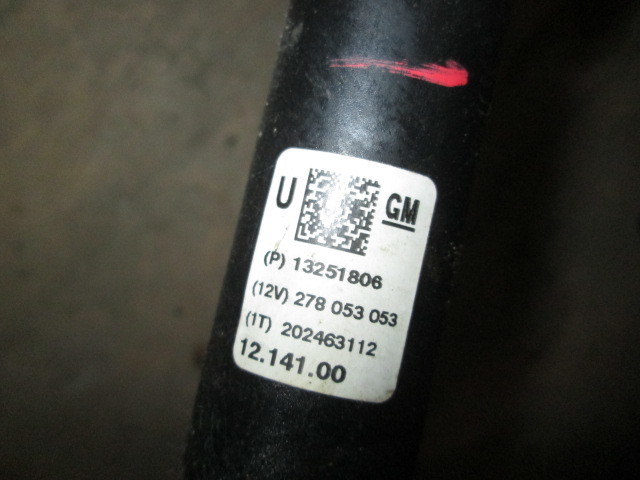 U GM
(P) 13251806
(12V) 278 053 053
(1T) 202463112
12.141.00